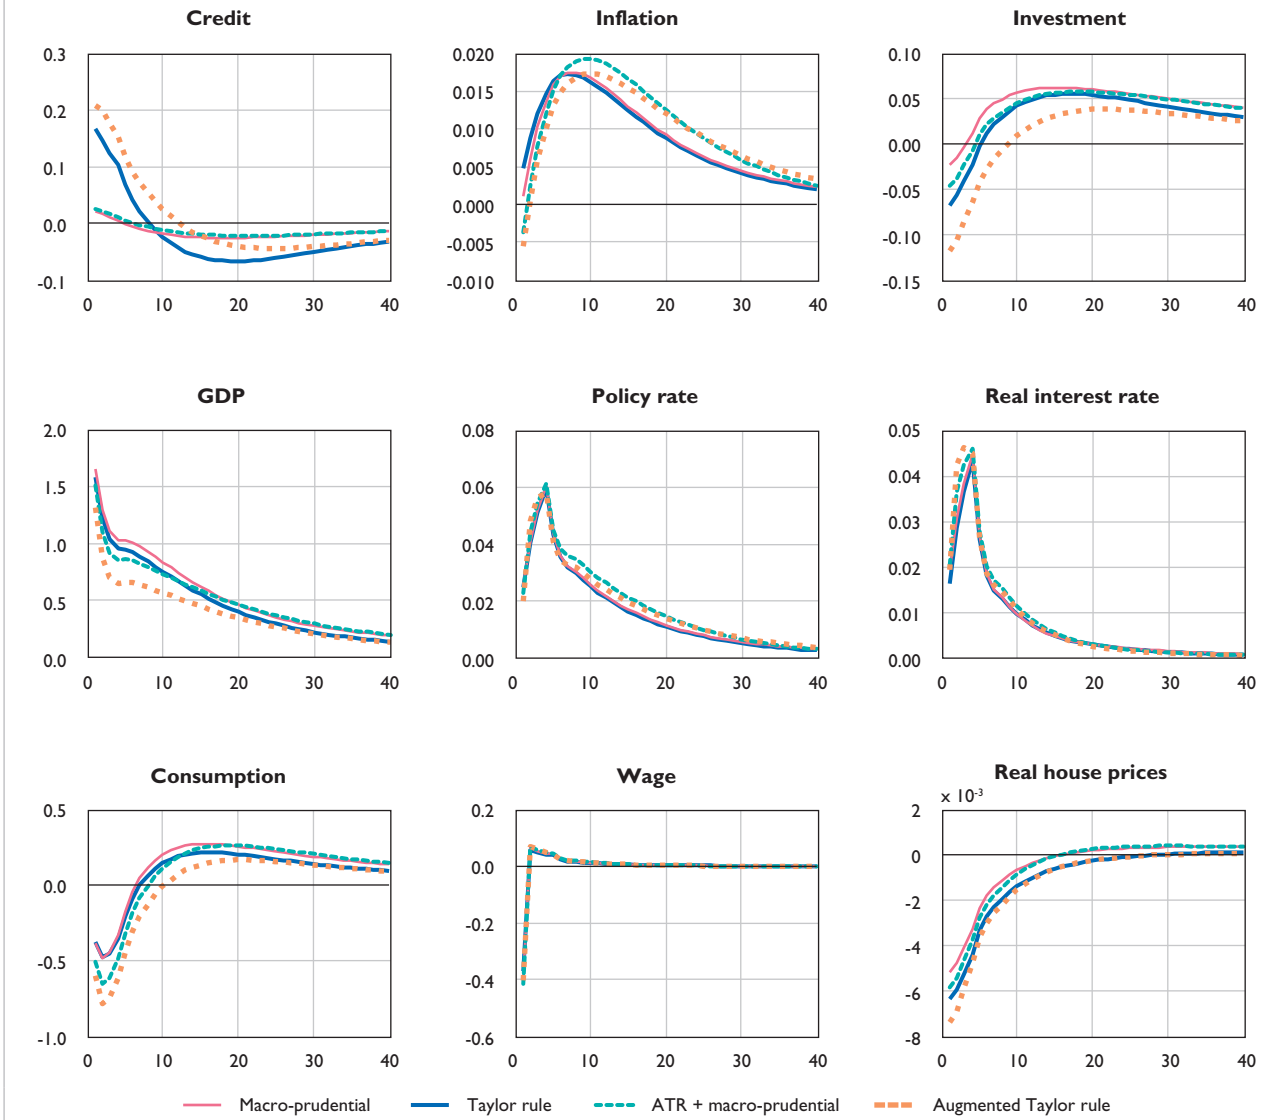 Credit
0.3
0.2
0.1
0.0
-0.1
0 10 20 30 40
Inflation
0.020
0.015
0.010
0.005
0.000
-0.005
-0.010
0 10 20 30 40
Investment
0.10
0.05
0.00
-0.05
-0.10
-0.15
0 10 20 30 40
GDP
2.0
1.5
1.0
0.5
0.0
0 10 20 30 40
Policy rate
0.08
0.06
0.04
0.02
0.00
0 10 20 30 40
Real interest rate
0.05
0.04
0.03
0.02
0.01
0.00
0 10 20 30 40
Consumption
0.5
0.0
-0.5
-1.0
0 10 20 30 40
Wage
0.2
0.0
-0.2
-0.4
-0.6
0 10 20 30 40
Real house prices
x 10⁻³
2
0
-2
-4
-6
-8
0 10 20 30 40
Macro-prudential Taylor rule ATR + macro-prudential Augmented Taylor rule